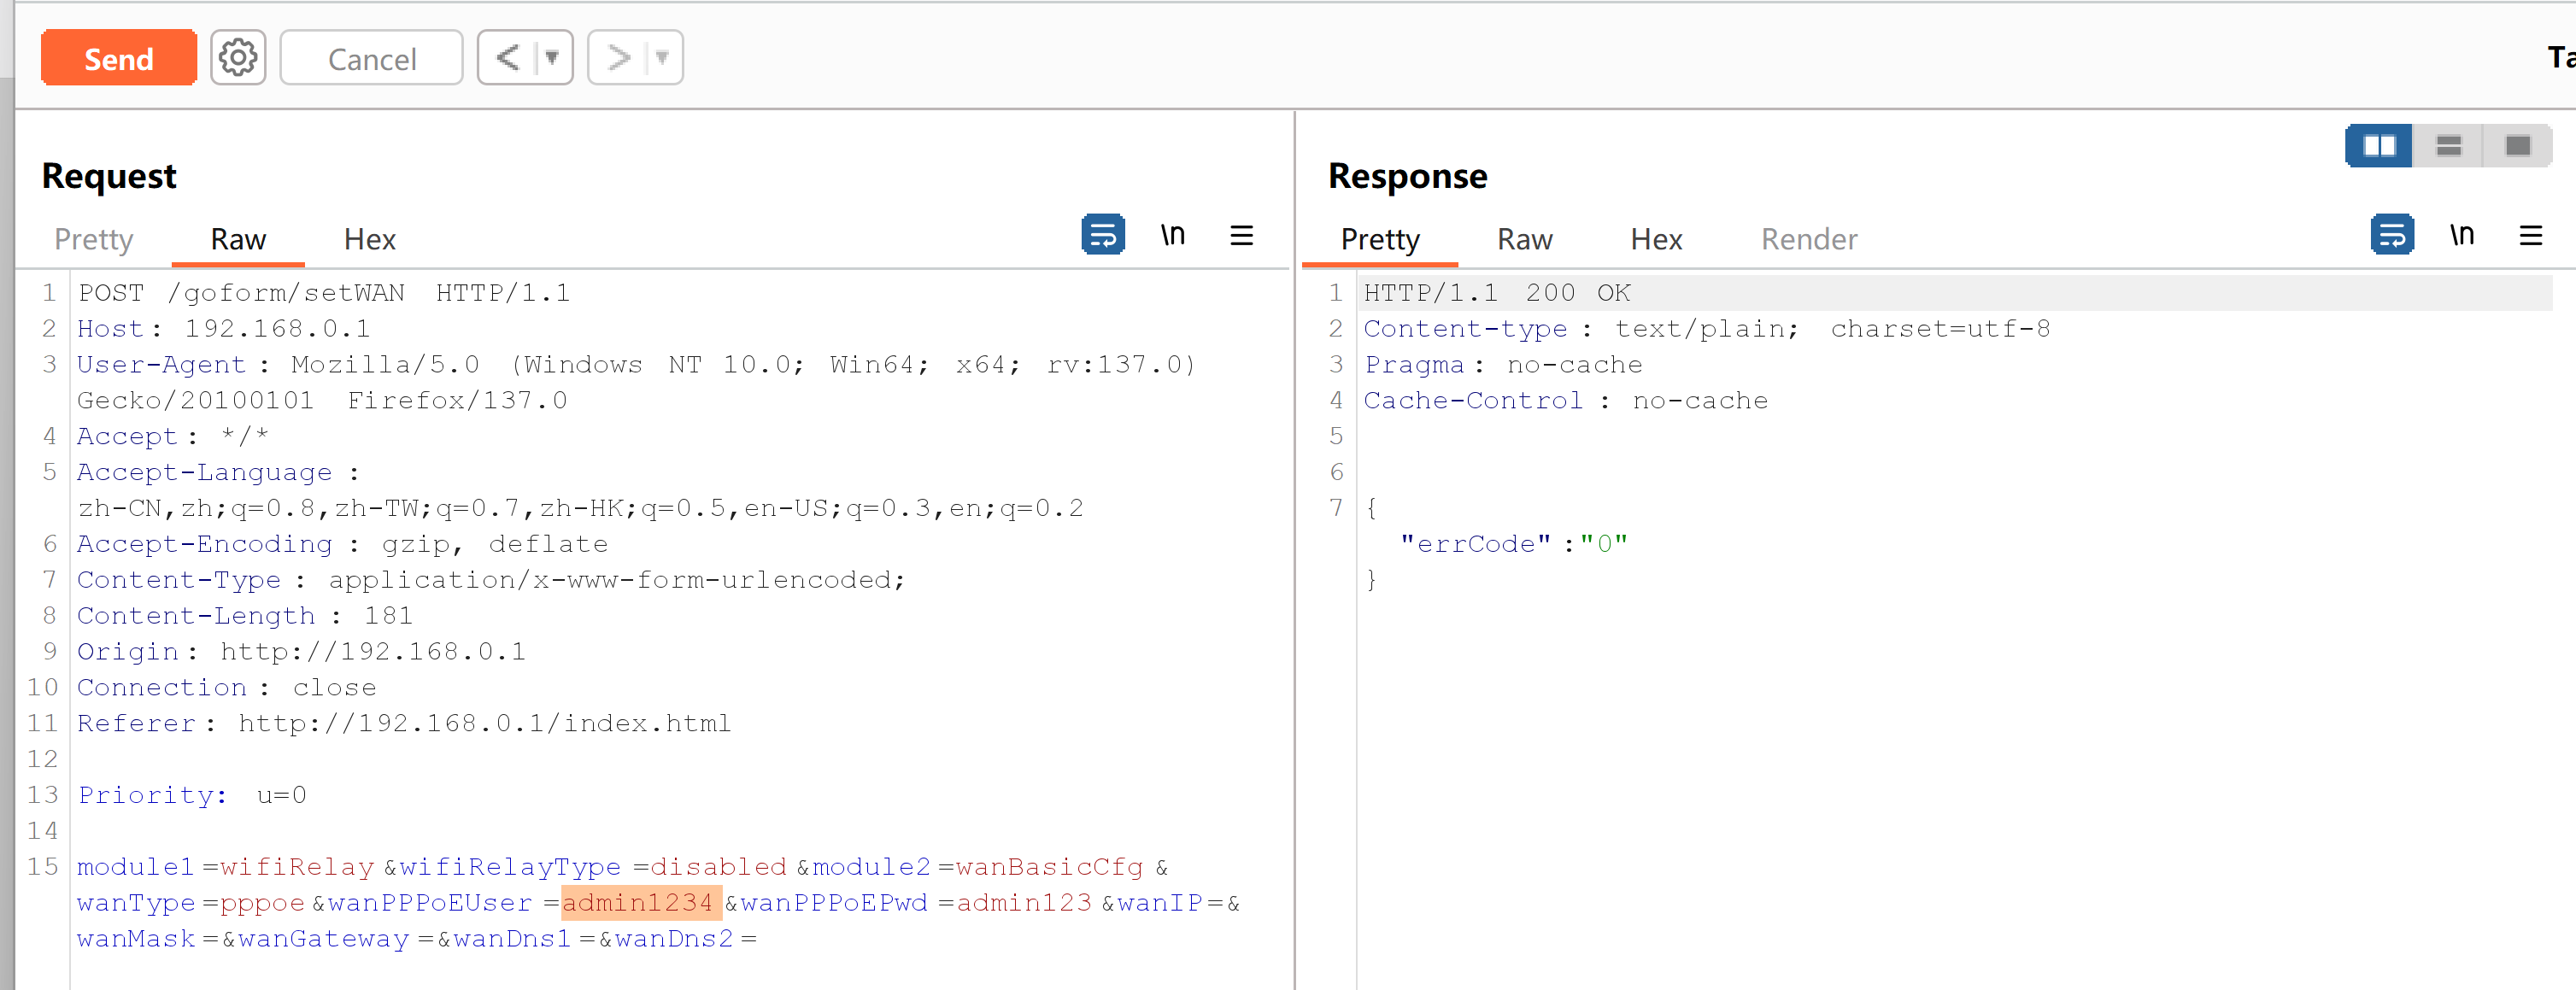 Send
Cancel
Request
Pretty Raw Hex
\n
1 POST /goform/setWAN HTTP/1.1
2 Host: 192.168.0.1
3 User-Agent: Mozilla/5.0 (Windows NT 10.0; Win64; x64; rv:137.0)
Gecko/20100101 Firefox/137.0
4 Accept: */*
5 Accept-Language:
zh-CN,zh;q=0.8,zh-TW;q=0.7,zh-HK;q=0.5,en-US;q=0.3,en;q=0.2
6 Accept-Encoding: gzip, deflate
7 Content-Type: application/x-www-form-urlencoded;
8 Content-Length: 181
9 Origin: http://192.168.0.1
10 Connection: close
11 Referer: http://192.168.0.1/index.html
12
13 Priority: u=0
14
15 module1=wifiRelay&wifiRelayType=disabled&module2=wanBasicCfg&
wanType=pppoe&wanPPPoEUser=admin1234&wanPPPoEPwd=admin123&wanIP=&
wanMask=&wanGateway=&wanDns1=&wanDns2=
Response
Pretty Raw Hex Render
\n
1 HTTP/1.1 200 OK
2 Content-type: text/plain; charset=utf-8
3 Pragma: no-cache
4 Cache-Control: no-cache
5
6
7 {
"errCode":"0"
}